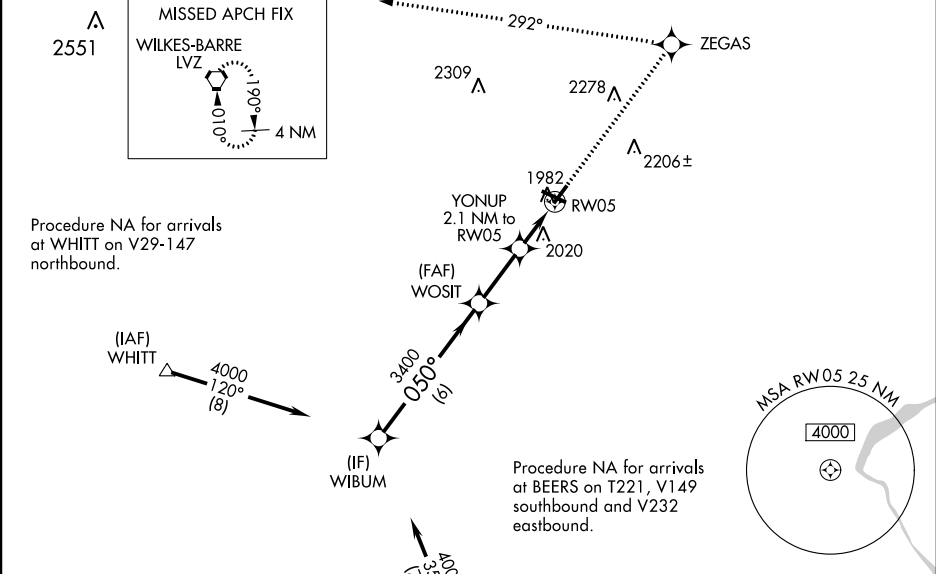 MISSED APCH FIX
2551
WILKES-BARRE
LVZ
190°
010°
4 NM
292°
ZEGAS
2309
2278
2206±
1982
RW05
YONUP
2.1 NM to
RW05
2020
Procedure NA for arrivals
at WHITT on V29-147
northbound.
(FAF)
WOSIT
(IAF)
WHITT
4000
120°
(8)
3400
050°
(6)
(IF)
WIBUM
MSA RW05 25 NM
4000
Procedure NA for arrivals
at BEERS on T221, V149
southbound and V232
eastbound.